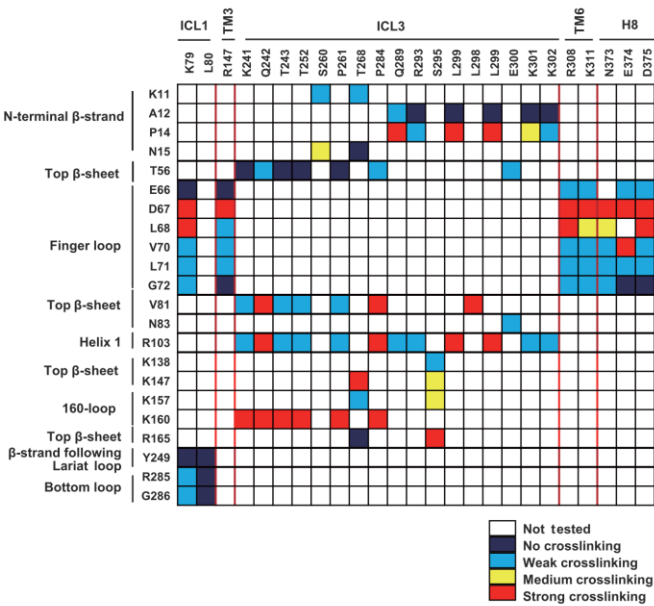 ICL1 TM3 ICL3 TM6 H8
K79 L80 R147 K241 Q242 T243 T252 S260 P261 T268 P284 Q289 R293 S295 L299 L298 L299 E300 K301 K302 R308 K311 N373 E374 D375
K11
N-terminal β-strand A12
P14
N15
Top β-sheet T56
E66
D67
L68
Finger loop V70
L71
G72
Top β-sheet V81
N83
Helix 1 R103
Top β-sheet K138
K147
160-loop K157
K160
Top β-sheet R165
β-strand following
Lariat loop Y249
Bottom loop R285
G286
Not tested
No crosslinking
Weak crosslinking
Medium crosslinking
Strong crosslinking